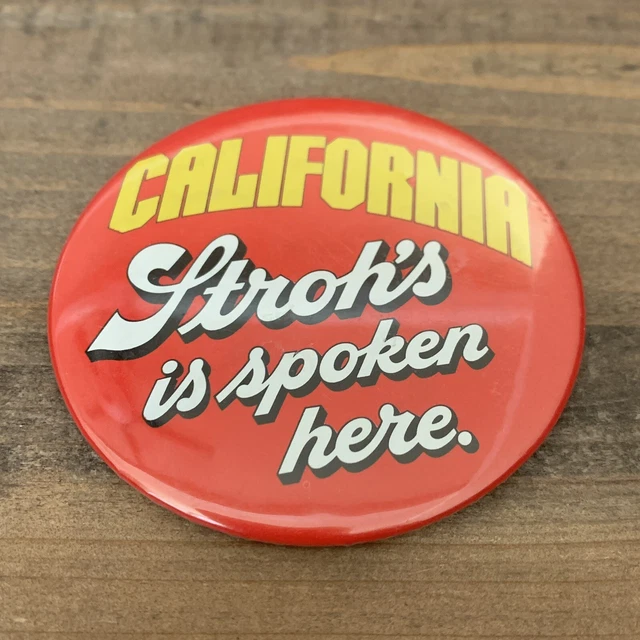 CALIFORNIA
Stroh's
is spoken
here.